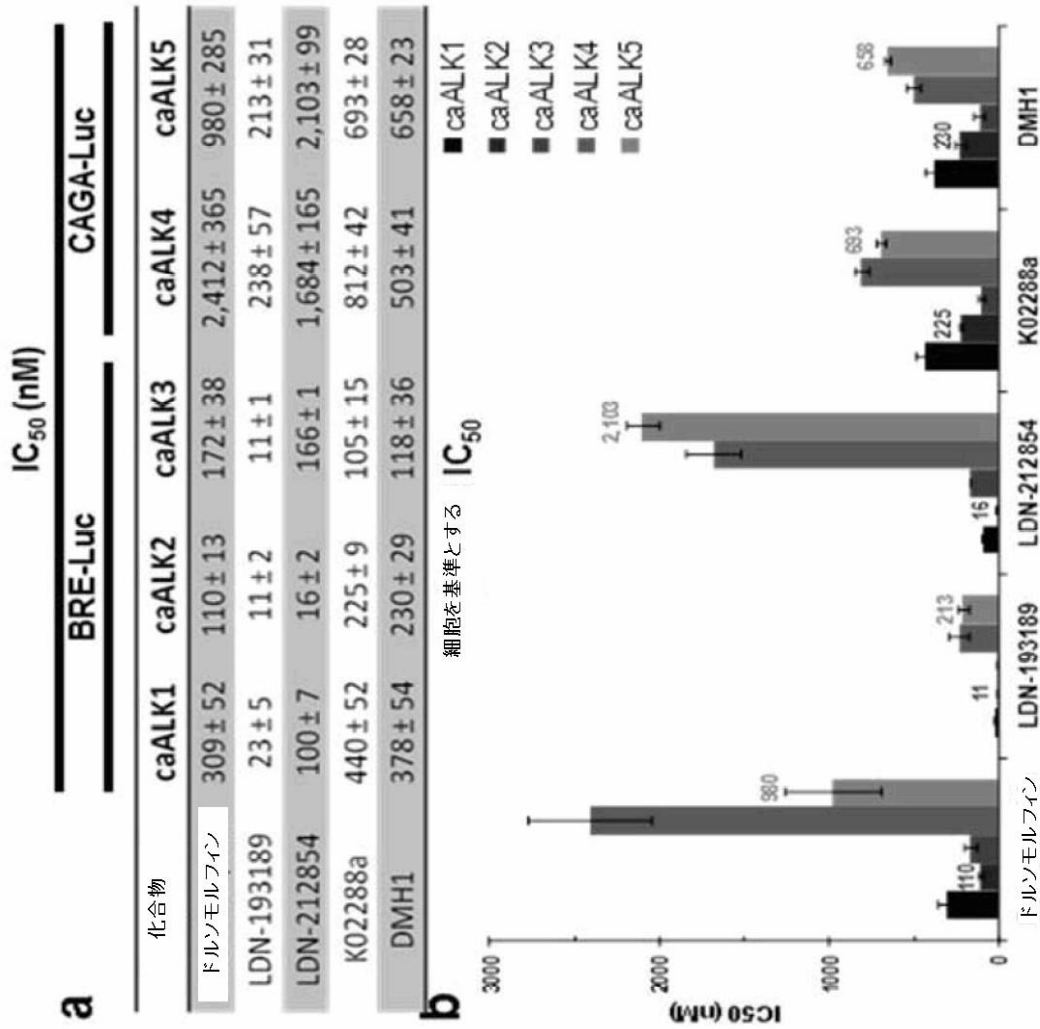 a
IC50 (nM)
BRE-Luc CAGA-Luc
化合物 caALK1 caALK2 caALK3 caALK4 caALK5
ドルソモルフィン 309 ± 52 110 ± 13 172 ± 38 2,412 ± 365 980 ± 285
LDN-193189 23 ± 5 11 ± 2 11 ± 1 238 ± 57 213 ± 31
LDN-212854 100 ± 7 16 ± 2 166 ± 1 1,684 ± 165 2,103 ± 99
K02288a 440 ± 52 225 ± 9 105 ± 15 812 ± 42 693 ± 28
DMH1 378 ± 54 230 ± 29 118 ± 36 503 ± 41 658 ± 23
b
細胞を基準とする IC50
caALK1
caALK2
caALK3
caALK4
caALK5
IC50 (nM)
3000
2000
1000
0
110
980
11
213
16
2,103
225
693
230
658
ドルソモルフィン LDN-193189 LDN-212854 K02288a DMH1